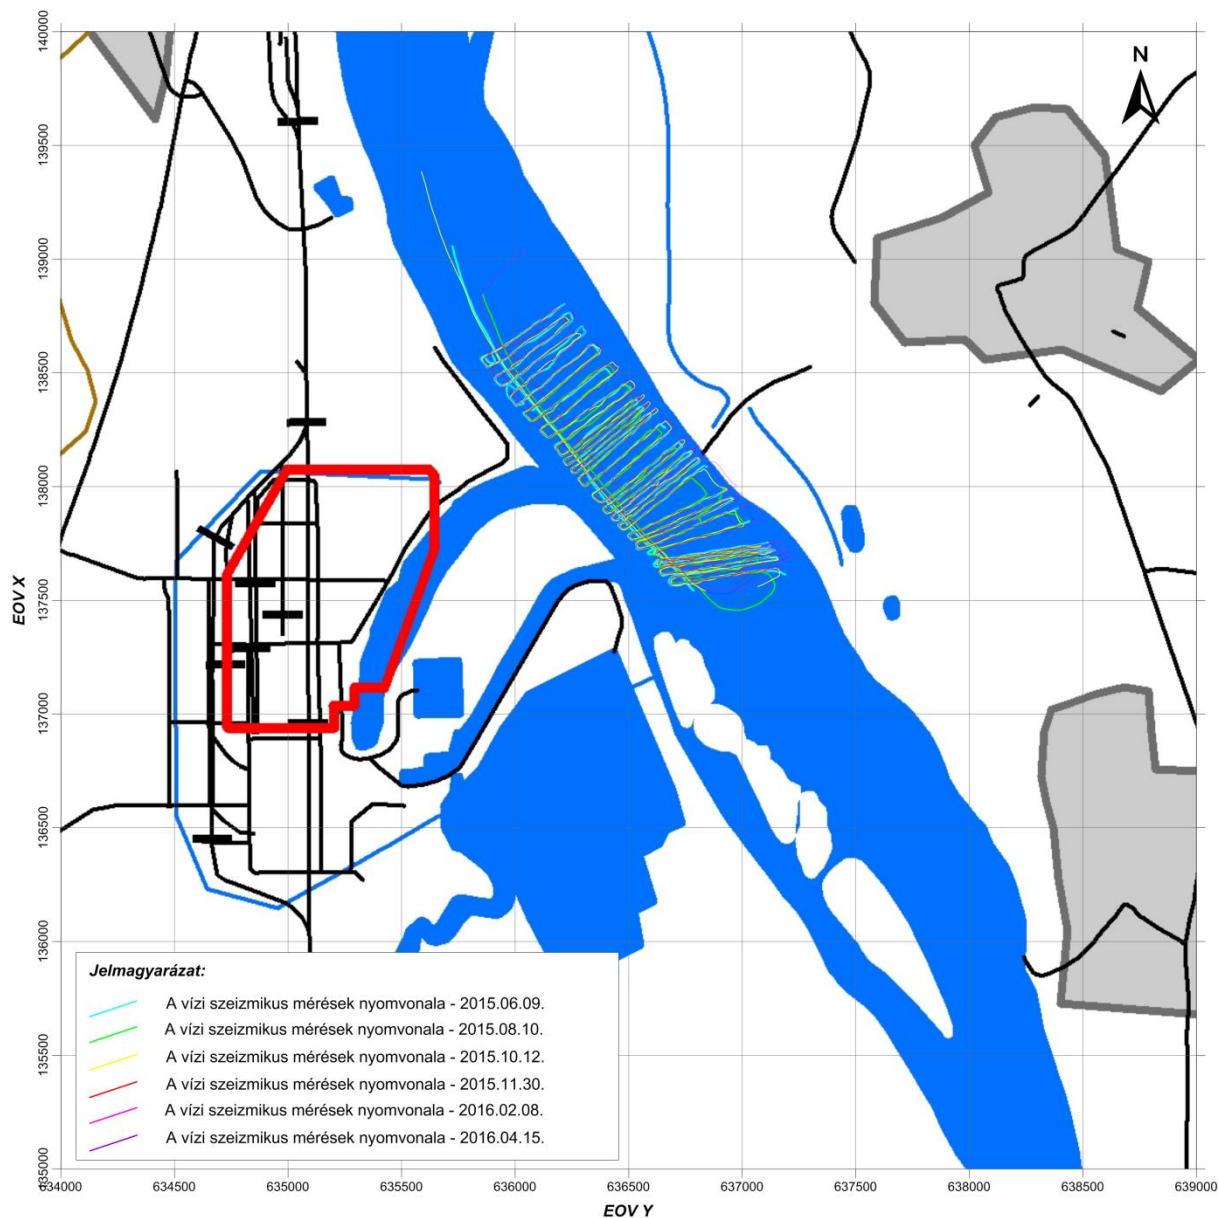 N
140000
139500
139000
138500
138000
137500
137000
136500
136000
135500
135000
EOV X
Jelmagyarázat:
A vízi szeizmikus mérések nyomvonala - 2015.06.09.
A vízi szeizmikus mérések nyomvonala - 2015.08.10.
A vízi szeizmikus mérések nyomvonala - 2015.10.12.
A vízi szeizmikus mérések nyomvonala - 2015.11.30.
A vízi szeizmikus mérések nyomvonala - 2016.02.08.
A vízi szeizmikus mérések nyomvonala - 2016.04.15.
634000 634500 635000 635500 636000 636500 637000 637500 638000 638500 639000
EOV Y